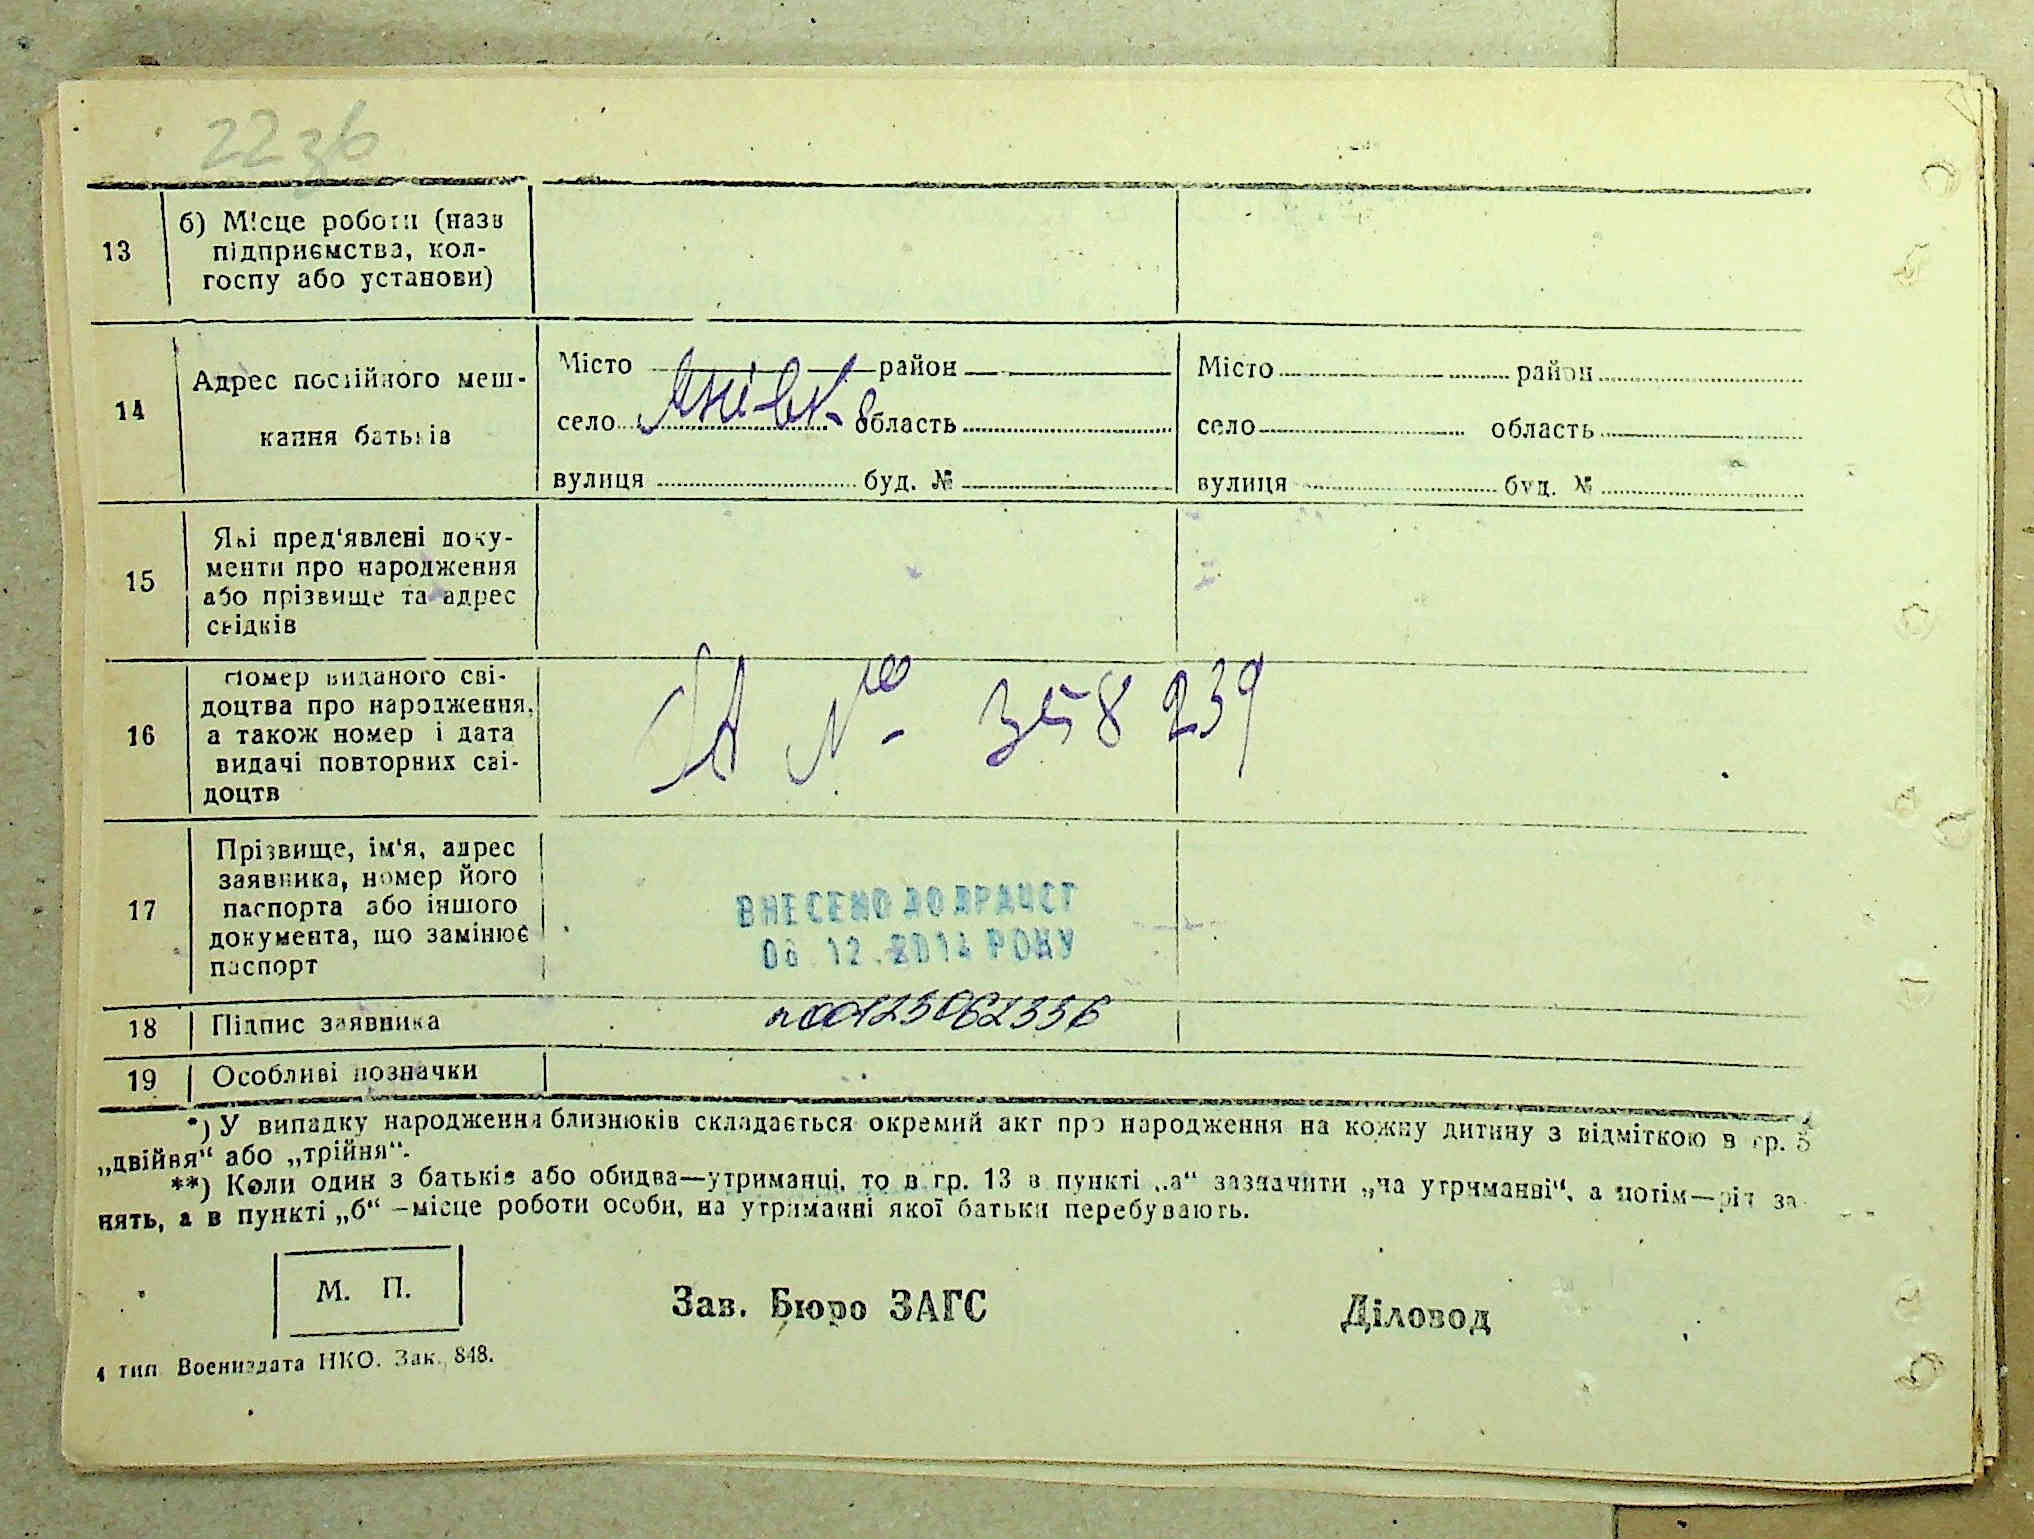 22 зв
13
б) Місце роботи (назв
підприємства, кол-
госпу або установи)
14
Адрес постійного меш-
кання батьків
Місто район
село Янівка область
вулиця буд. №
Місто район
село область
вулиця буд. №
15
Які пред'явлені доку-
менти про народження
або прізвище та адрес
свідків
16
Номер виданого сві-
доцтва про народження,
а також номер і дата
видачі повторних сві-
доцтв
№ 358239
17
Прізвище, ім'я, адрес
заявника, номер його
паспорта або іншого
документа, що замінює
паспорт
ВНЕСЕНО ДО ДРАЦСГ
12.2014 РОКУ
18 Підпис заявника
00125062336
19 Особливі позначки
*) У випадку народження близнюків складається окремий акт про народження на кожну дитину з відміткою в гр. 5
„двійня“ або „трійня“.
**) Коли один з батьків або обидва—утриманці, то в гр. 13 в пункті „а“ зазначити „на утриманні“, а потім—рід за-
нять, а в пункті „б“ —місце роботи особи, на утриманні якої батьки перебувають.
М. П.
Зав. Бюро ЗАГС
Діловод
4 тип Воениздата НКО. Зак. 848.